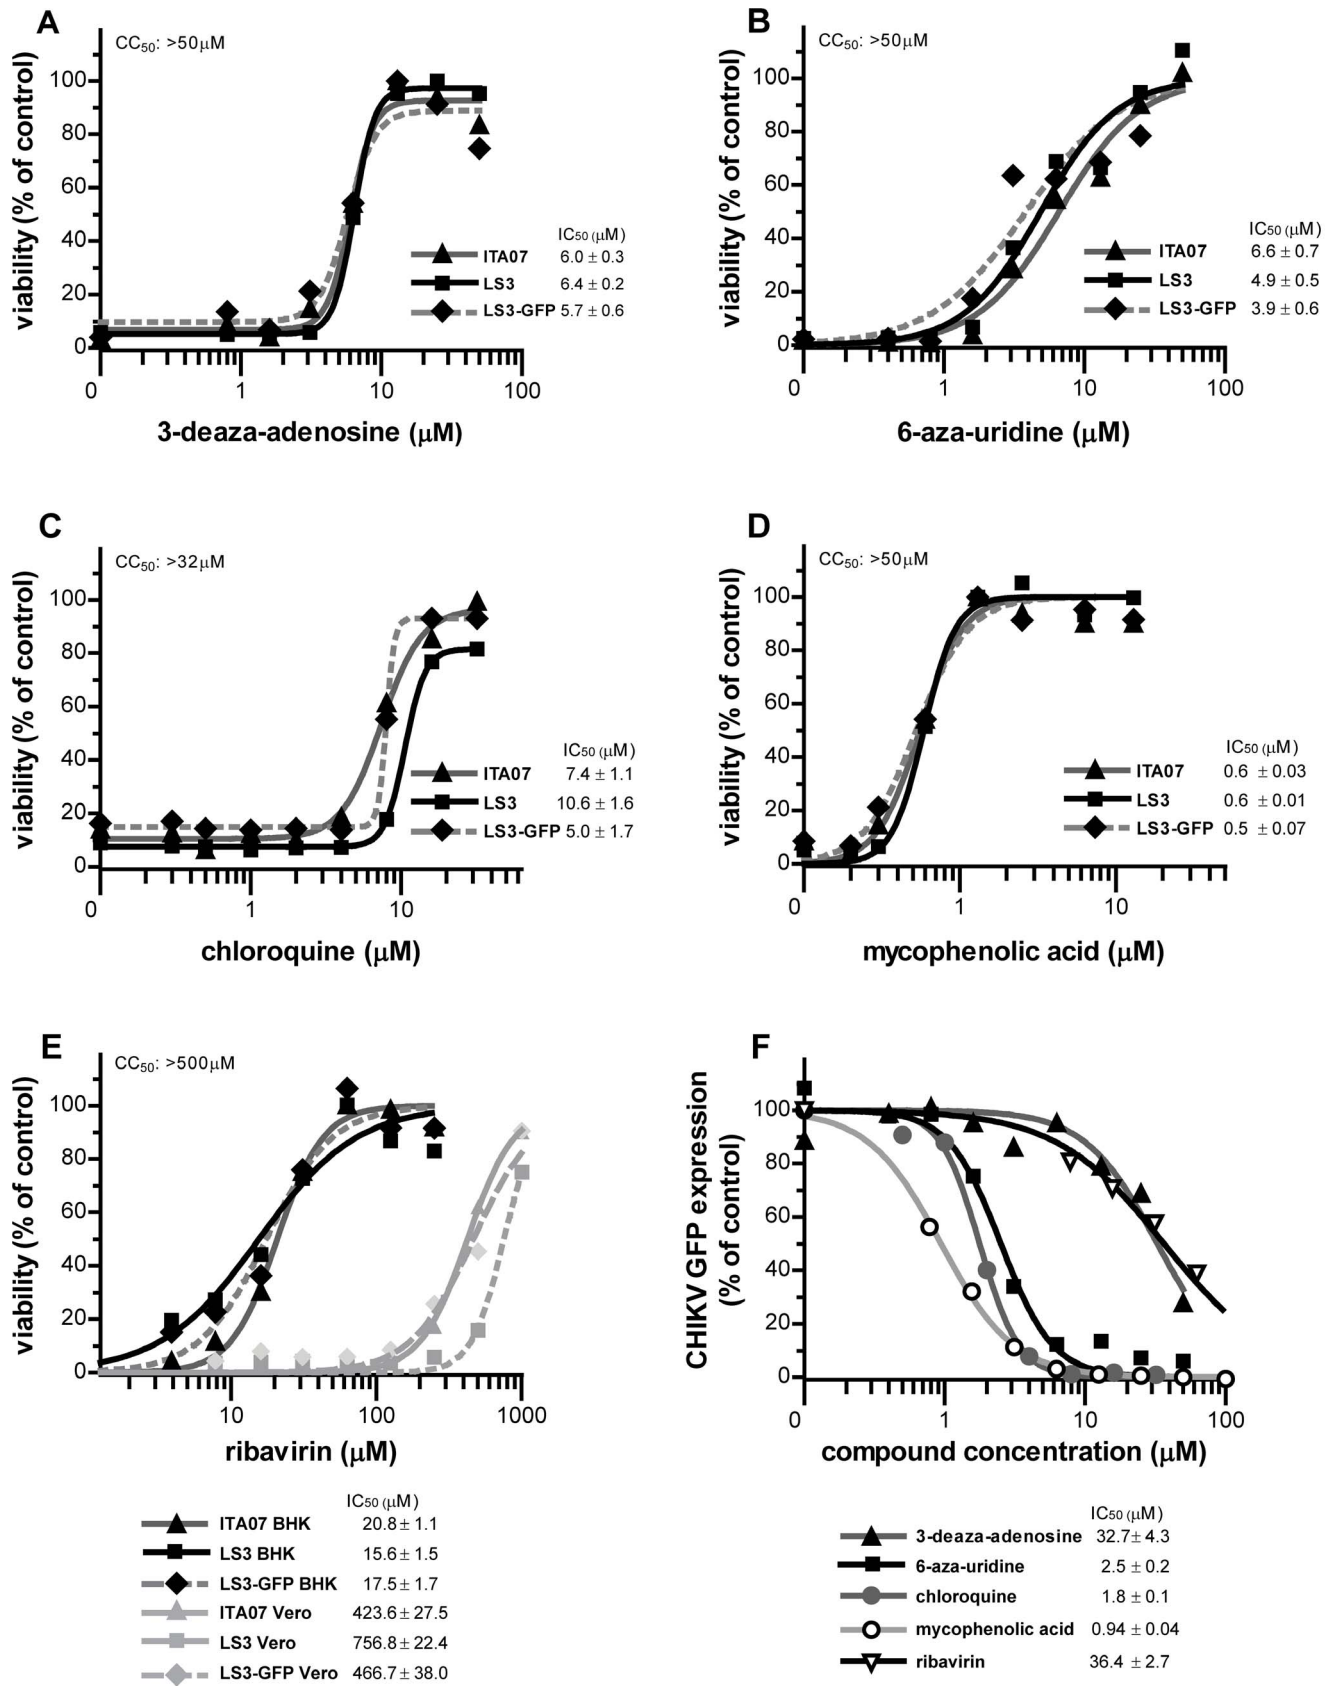 A
CC50: >50μM
viability (% of control)
100
80
60
40
20
0
IC50 (μM)
ITA07 6.0 ± 0.3
LS3 6.4 ± 0.2
LS3-GFP 5.7 ± 0.6
0 1 10 100
3-deaza-adenosine (μM)
B
CC50: >50μM
viability (% of control)
100
80
60
40
20
0
IC50 (μM)
ITA07 6.6 ± 0.7
LS3 4.9 ± 0.5
LS3-GFP 3.9 ± 0.6
0 1 10 100
6-aza-uridine (μM)
C
CC50: >32μM
viability (% of control)
100
80
60
40
20
0
IC50 (μM)
ITA07 7.4 ± 1.1
LS3 10.6 ± 1.6
LS3-GFP 5.0 ± 1.7
0 1 10
chloroquine (μM)
D
CC50: >50μM
viability (% of control)
100
80
60
40
20
0
IC50 (μM)
ITA07 0.6 ± 0.03
LS3 0.6 ± 0.01
LS3-GFP 0.5 ± 0.07
0 1 10
mycophenolic acid (μM)
E
CC50: >500μM
viability (% of control)
100
80
60
40
20
0
10 100 1000
ribavirin (μM)
IC50 (μM)
ITA07 BHK 20.8 ± 1.1
LS3 BHK 15.6 ± 1.5
LS3-GFP BHK 17.5 ± 1.7
ITA07 Vero 423.6 ± 27.5
LS3 Vero 756.8 ± 22.4
LS3-GFP Vero 466.7 ± 38.0
F
CHIKV GFP expression
(% of control)
100
80
60
40
20
0
0 1 10 100
compound concentration (μM)
IC50 (μM)
3-deaza-adenosine 32.7 ± 4.3
6-aza-uridine 2.5 ± 0.2
chloroquine 1.8 ± 0.1
mycophenolic acid 0.94 ± 0.04
ribavirin 36.4 ± 2.7